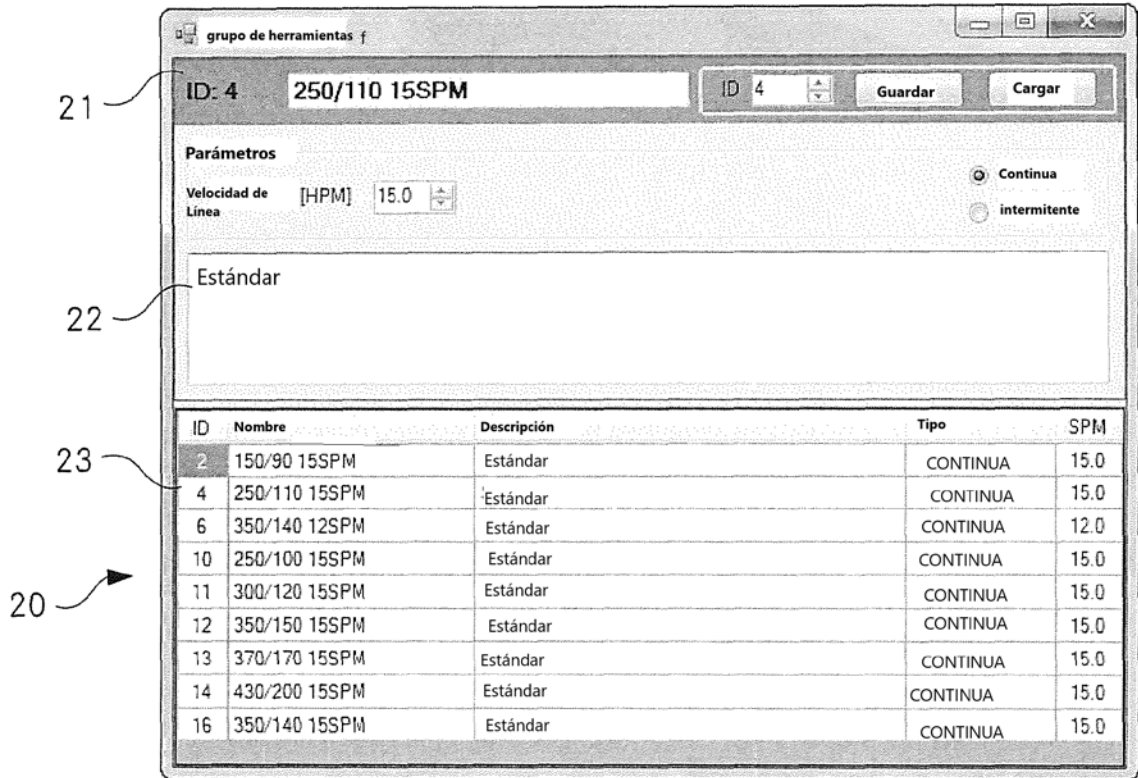 grupo de herramientas f
21
ID: 4 250/110 15SPM ID 4 Guardar Cargar
Parámetros
Velocidad de Línea [HPM] 15.0
Continua
intermitente
22
Estándar
ID Nombre Descripción Tipo SPM
23
2 150/90 15SPM Estándar CONTINUA 15.0
4 250/110 15SPM Estándar CONTINUA 15.0
6 350/140 12SPM Estándar CONTINUA 12.0
10 250/100 15SPM Estándar CONTINUA 15.0
20
11 300/120 15SPM Estándar CONTINUA 15.0
12 350/150 15SPM Estándar CONTINUA 15.0
13 370/170 15SPM Estándar CONTINUA 15.0
14 430/200 15SPM Estándar CONTINUA 15.0
16 350/140 15SPM Estándar CONTINUA 15.0